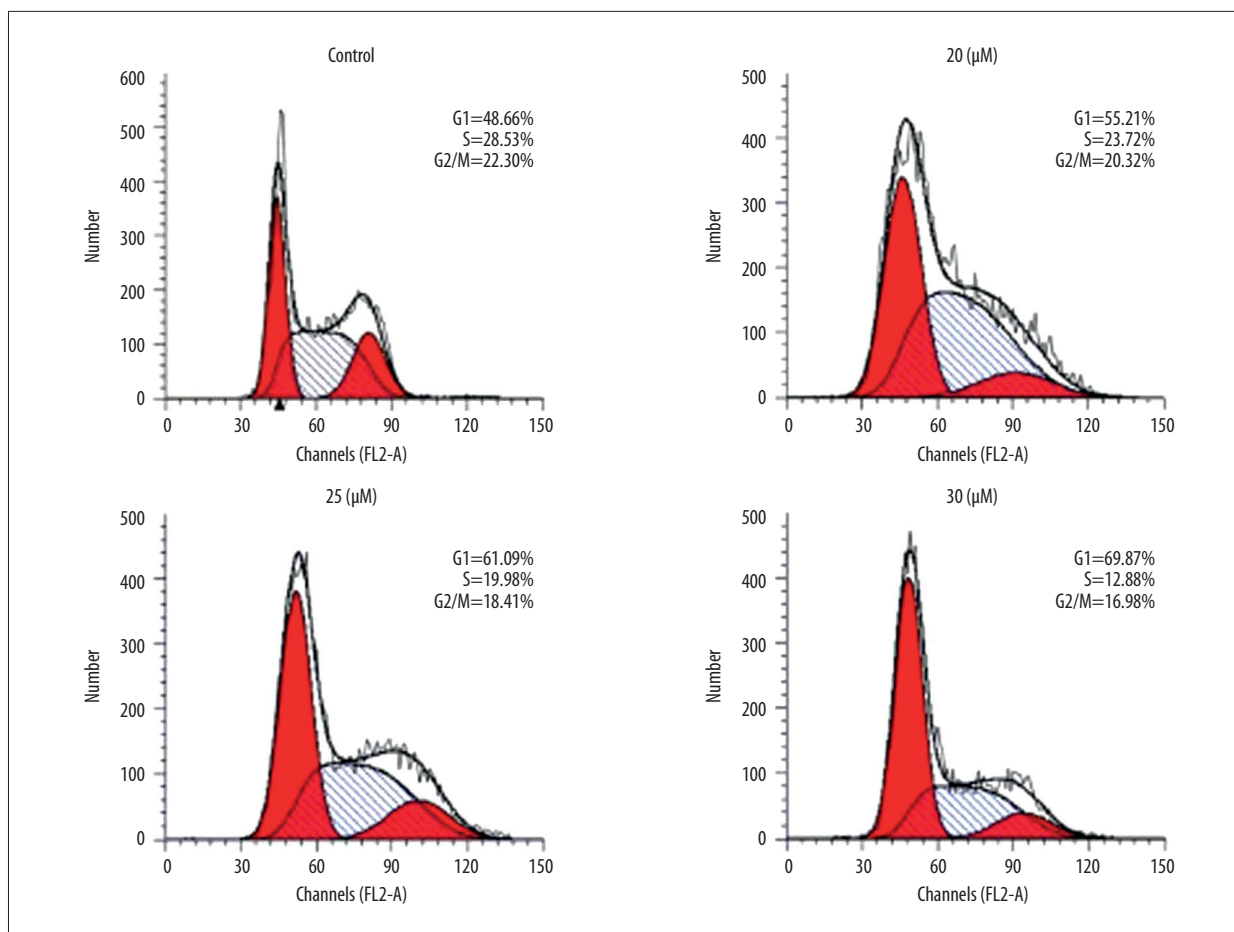 Control
600
500
400
300
200
100
0
Number
G1=48.66%
S=28.53%
G2/M=22.30%
0 30 60 90 120 150
Channels (FL2-A)
20 (µM)
500
400
300
200
100
0
Number
G1=55.21%
S=23.72%
G2/M=20.32%
0 30 60 90 120 150
Channels (FL2-A)
25 (µM)
500
400
300
200
100
0
Number
G1=61.09%
S=19.98%
G2/M=18.41%
0 30 60 90 120 150
Channels (FL2-A)
30 (µM)
500
400
300
200
100
0
Number
G1=69.87%
S=12.88%
G2/M=16.98%
0 30 60 90 120 150
Channels (FL2-A)